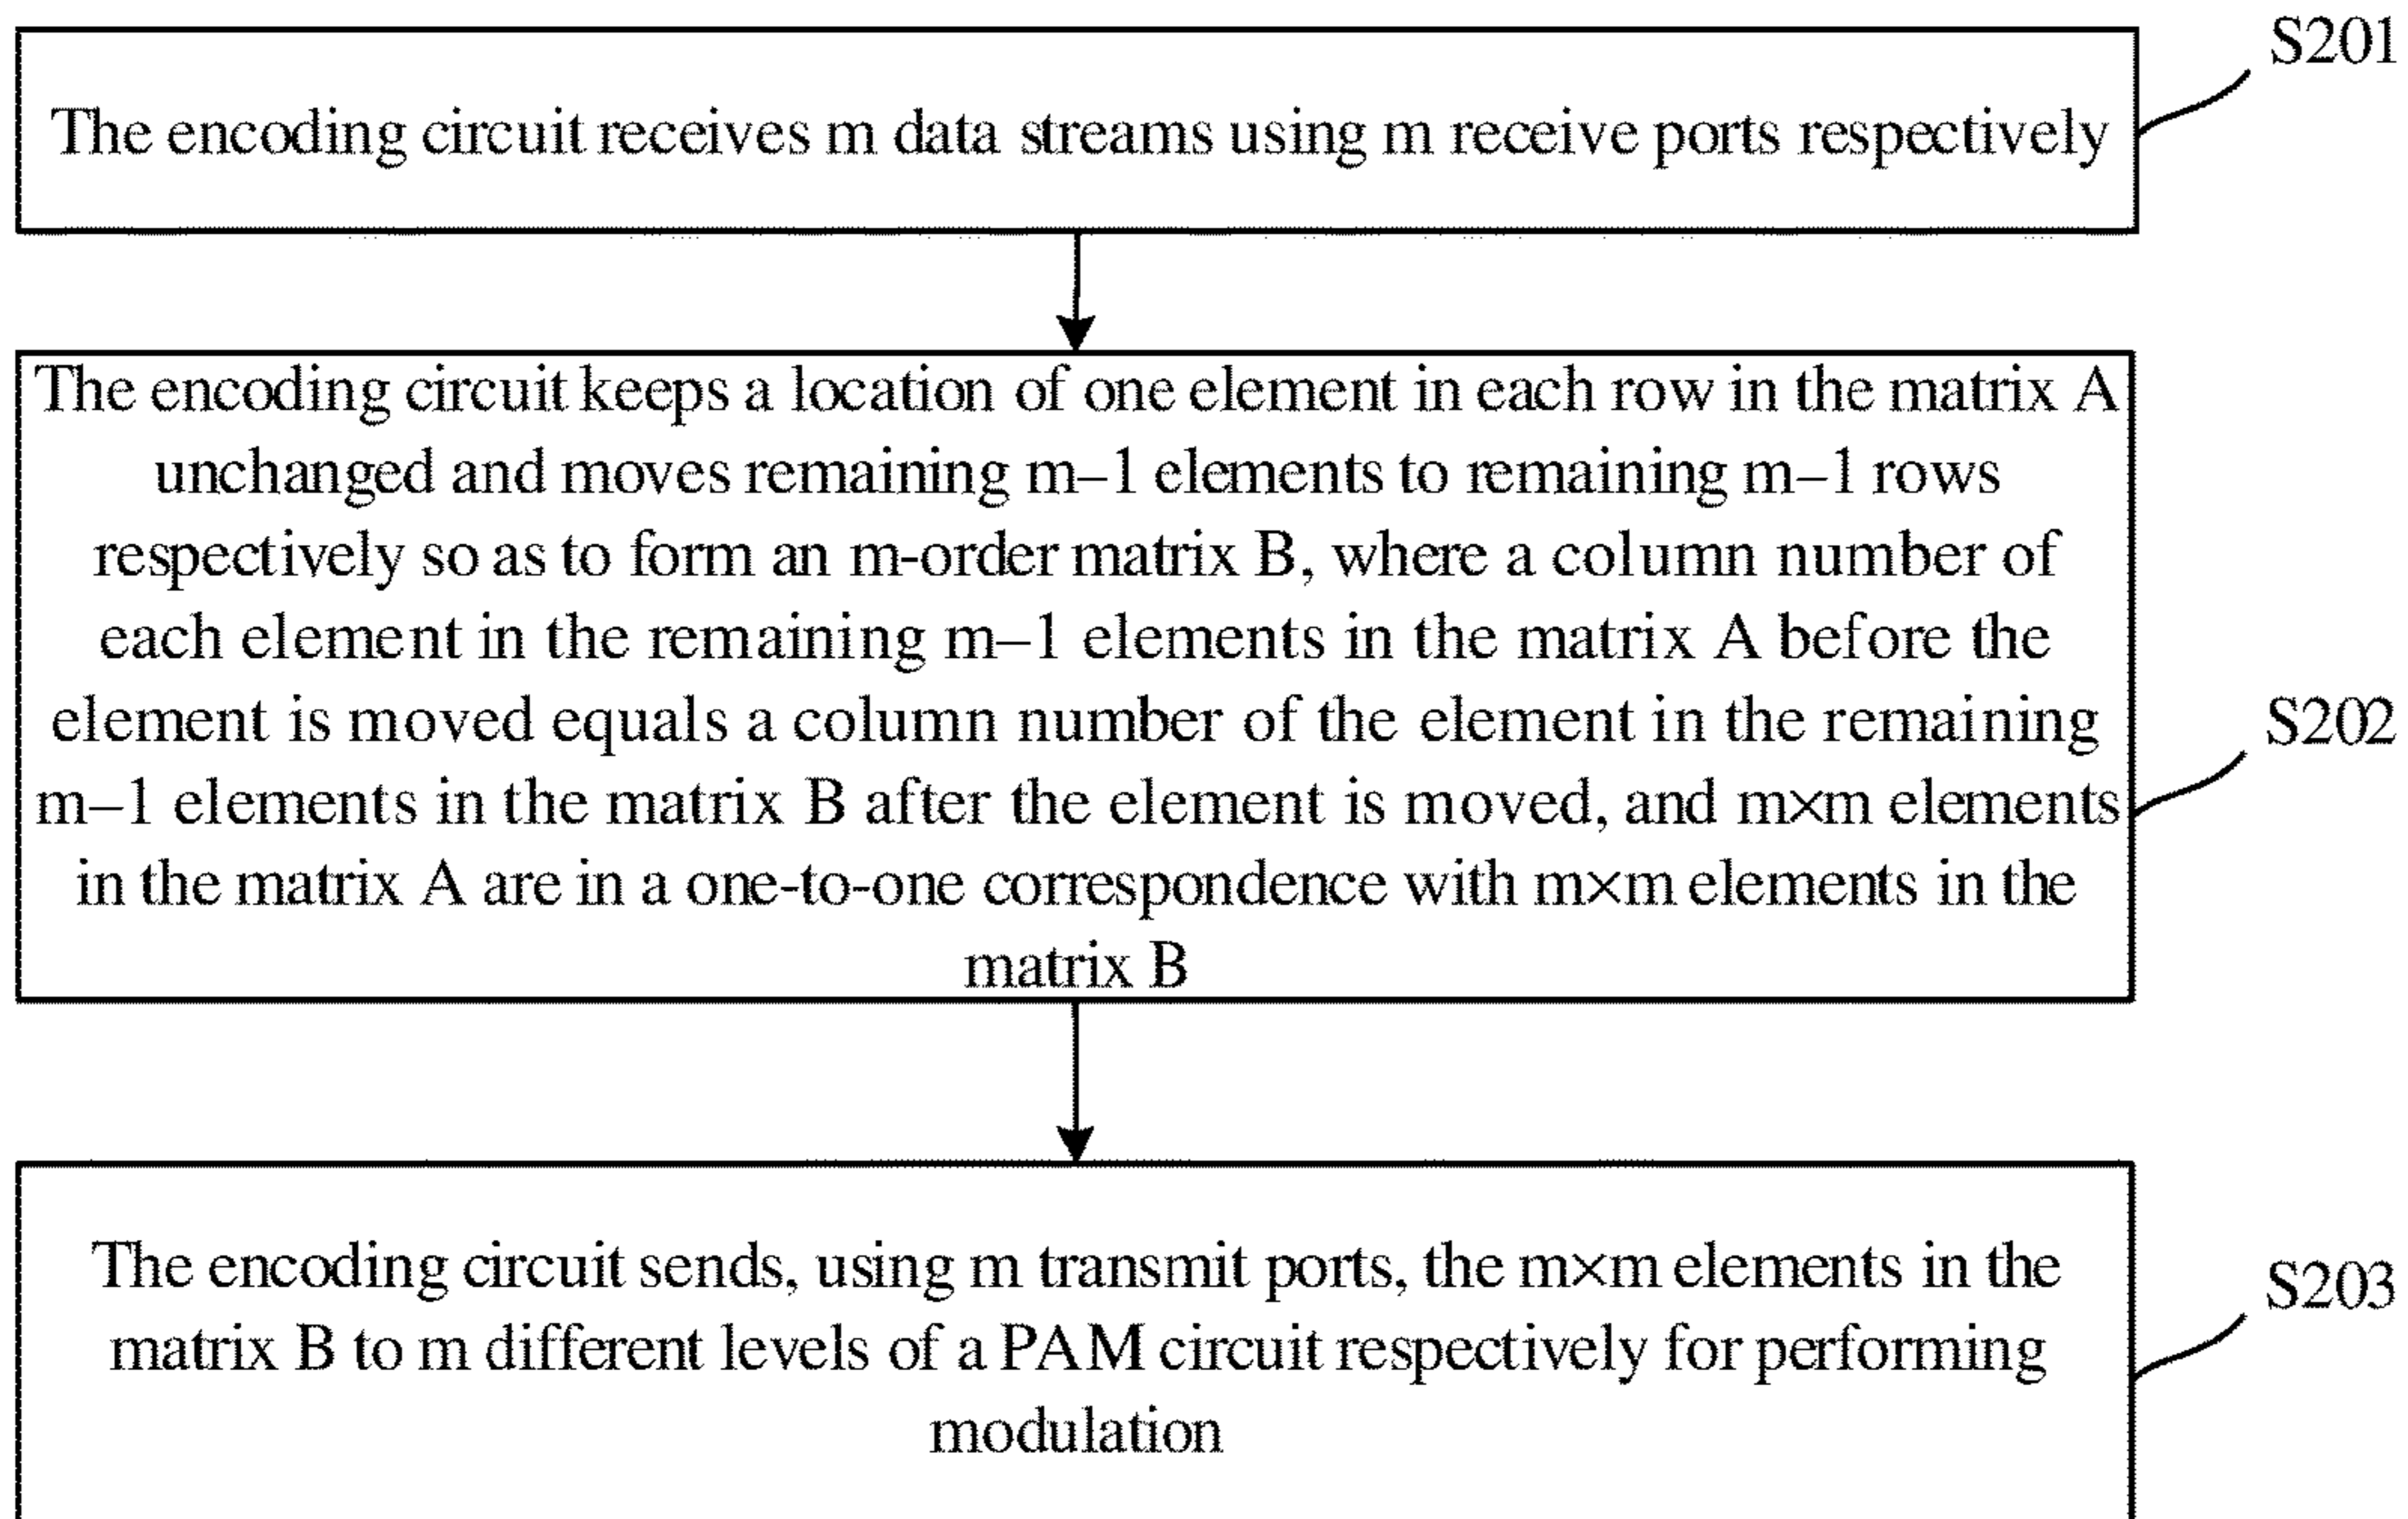 S201
The encoding circuit receives m data streams using m receive ports respectively
The encoding circuit keeps a location of one element in each row in the matrix A
unchanged and moves remaining m–1 elements to remaining m–1 rows
respectively so as to form an m-order matrix B, where a column number of
each element in the remaining m–1 elements in the matrix A before the
element is moved equals a column number of the element in the remaining
S202
m–1 elements in the matrix B after the element is moved, and m×m elements
in the matrix A are in a one-to-one correspondence with m×m elements in the
matrix B
The encoding circuit sends, using m transmit ports, the m×m elements in the
S203
matrix B to m different levels of a PAM circuit respectively for performing
modulation